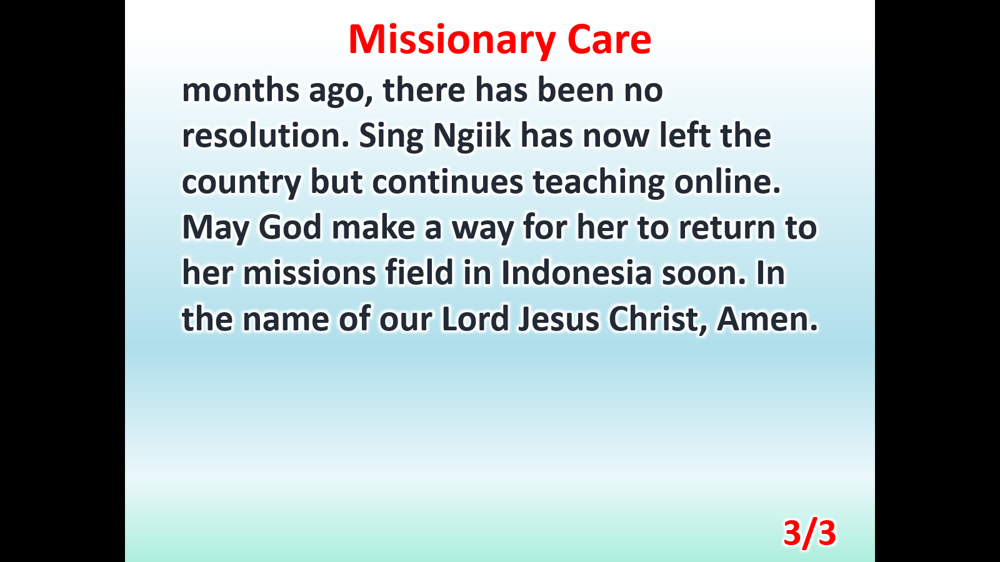 Missionary Care
months ago, there has been no
resolution. Sing Ngiik has now left the
country but continues teaching online.
May God make a way for her to return to
her missions field in Indonesia soon. In
the name of our Lord Jesus Christ, Amen.
3/3